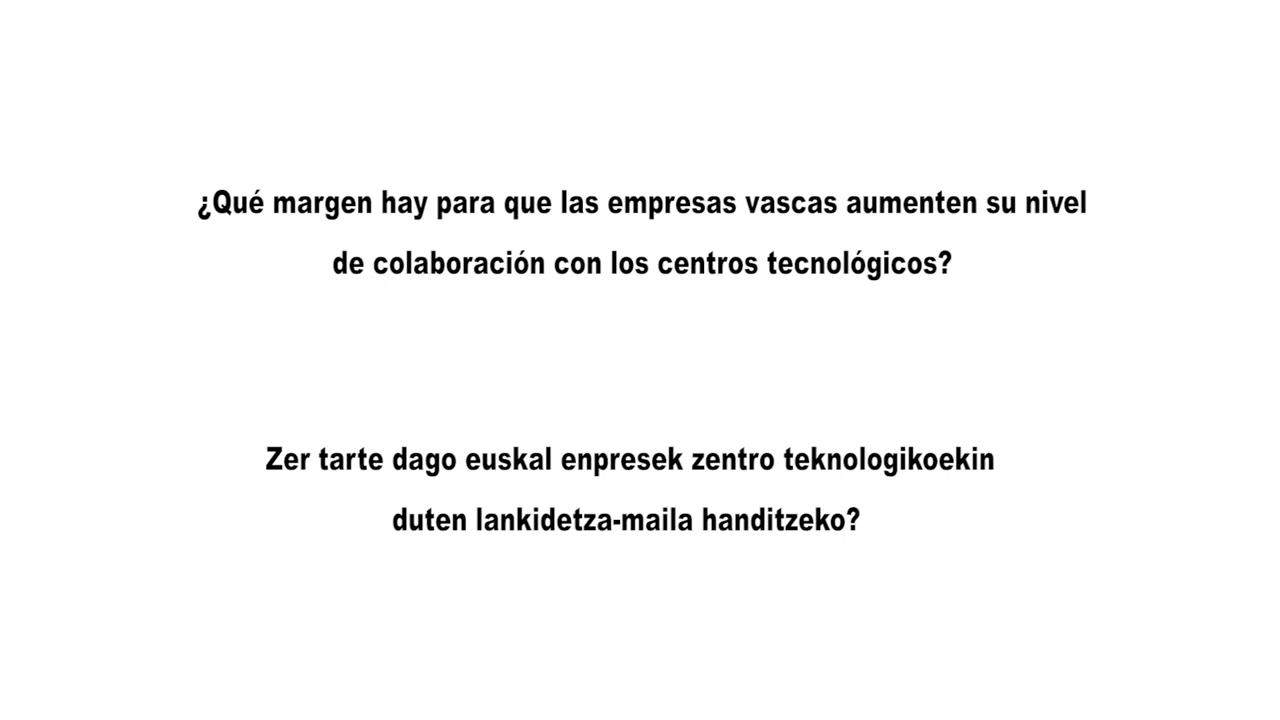 ¿Qué margen hay para que las empresas vascas aumenten su nivel
de colaboración con los centros tecnológicos?
Zer tarte dago euskal enpresek zentro teknologikoekin
duten lankidetza-maila handitzeko?